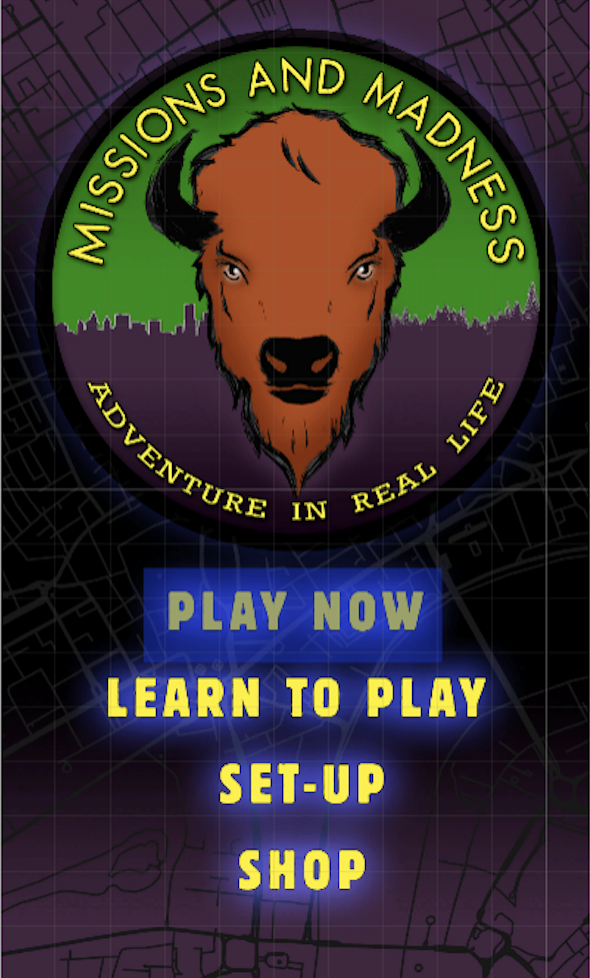 MISSIONS AND MADNESS
ADVENTURE IN REAL LIFE
PLAY NOW
LEARN TO PLAY
SET-UP
SHOP